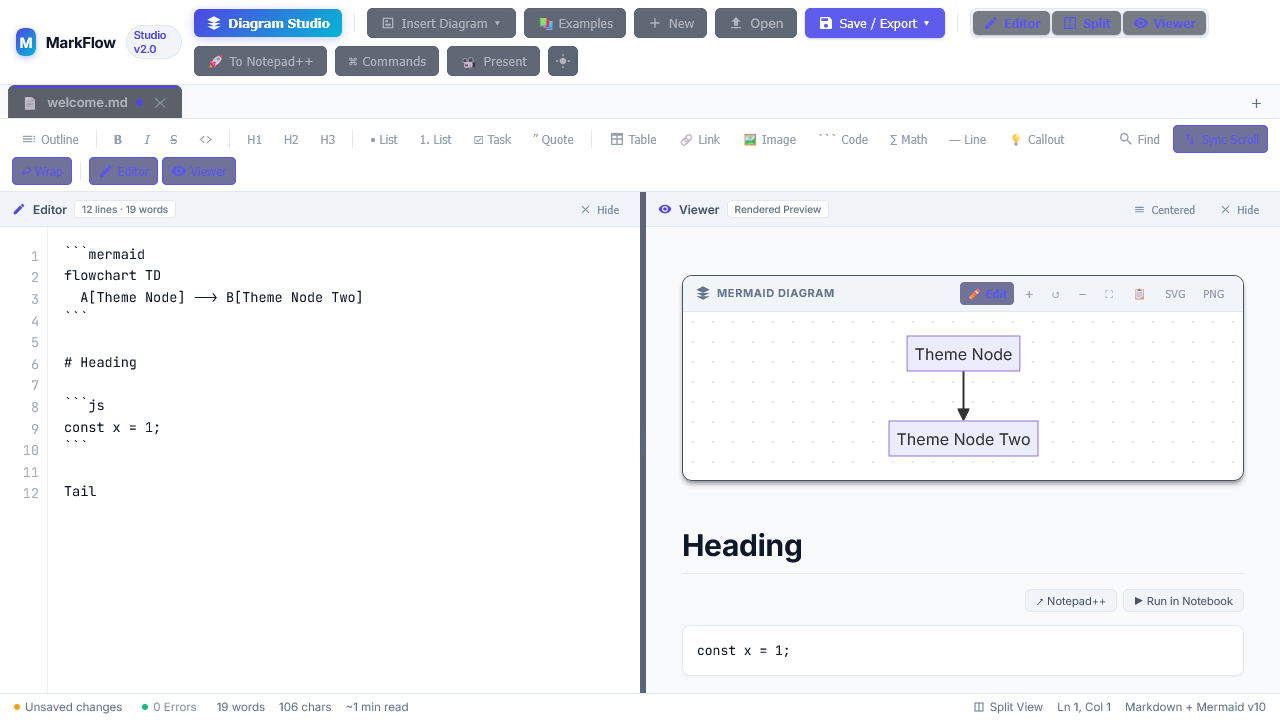 MarkFlow
Studio v2.0
Diagram Studio
Insert Diagram ▾
Examples
+ New
Open
Save / Export ▾
Editor
Split
Viewer
To Notepad++
⌘ Commands
Present
welcome.md
+
Outline
B I S <>
H1 H2 H3
• List
1. List
☑ Task
” Quote
Table
Link
Image
``` Code
∑ Math
— Line
Callout
Find
⇅ Sync Scroll
↩ Wrap
Editor
Viewer
Editor
12 lines · 19 words
✕ Hide
1 ```mermaid
2 flowchart TD
3 A[Theme Node] --> B[Theme Node Two]
4 ```
5
6 # Heading
7
8 ```js
9 const x = 1;
10 ```
11
12 Tail
Viewer
Rendered Preview
≡ Centered
✕ Hide
MERMAID DIAGRAM
Edit
+ ↺ −
SVG
PNG
Theme Node
Theme Node Two
Heading
↗ Notepad++
▶ Run in Notebook
const x = 1;
Unsaved changes
0 Errors
19 words
106 chars
~1 min read
Split View
Ln 1, Col 1
Markdown + Mermaid v10